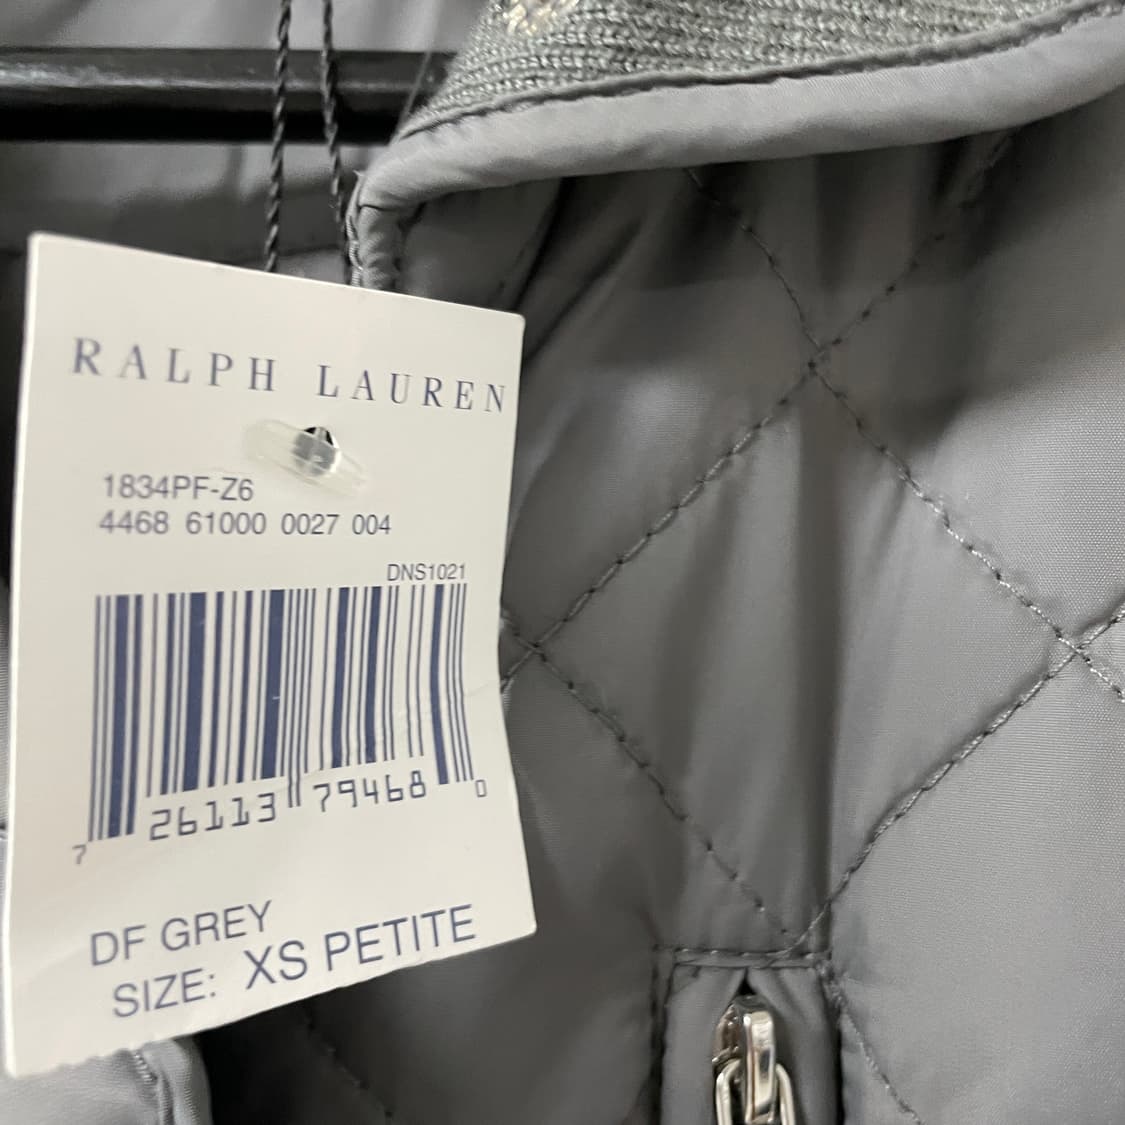 RALPH LAUREN
1834PF-Z6
4468 61000 0027 004
DNS1021
7 26113 79468 0
DF GREY
SIZE: XS PETITE